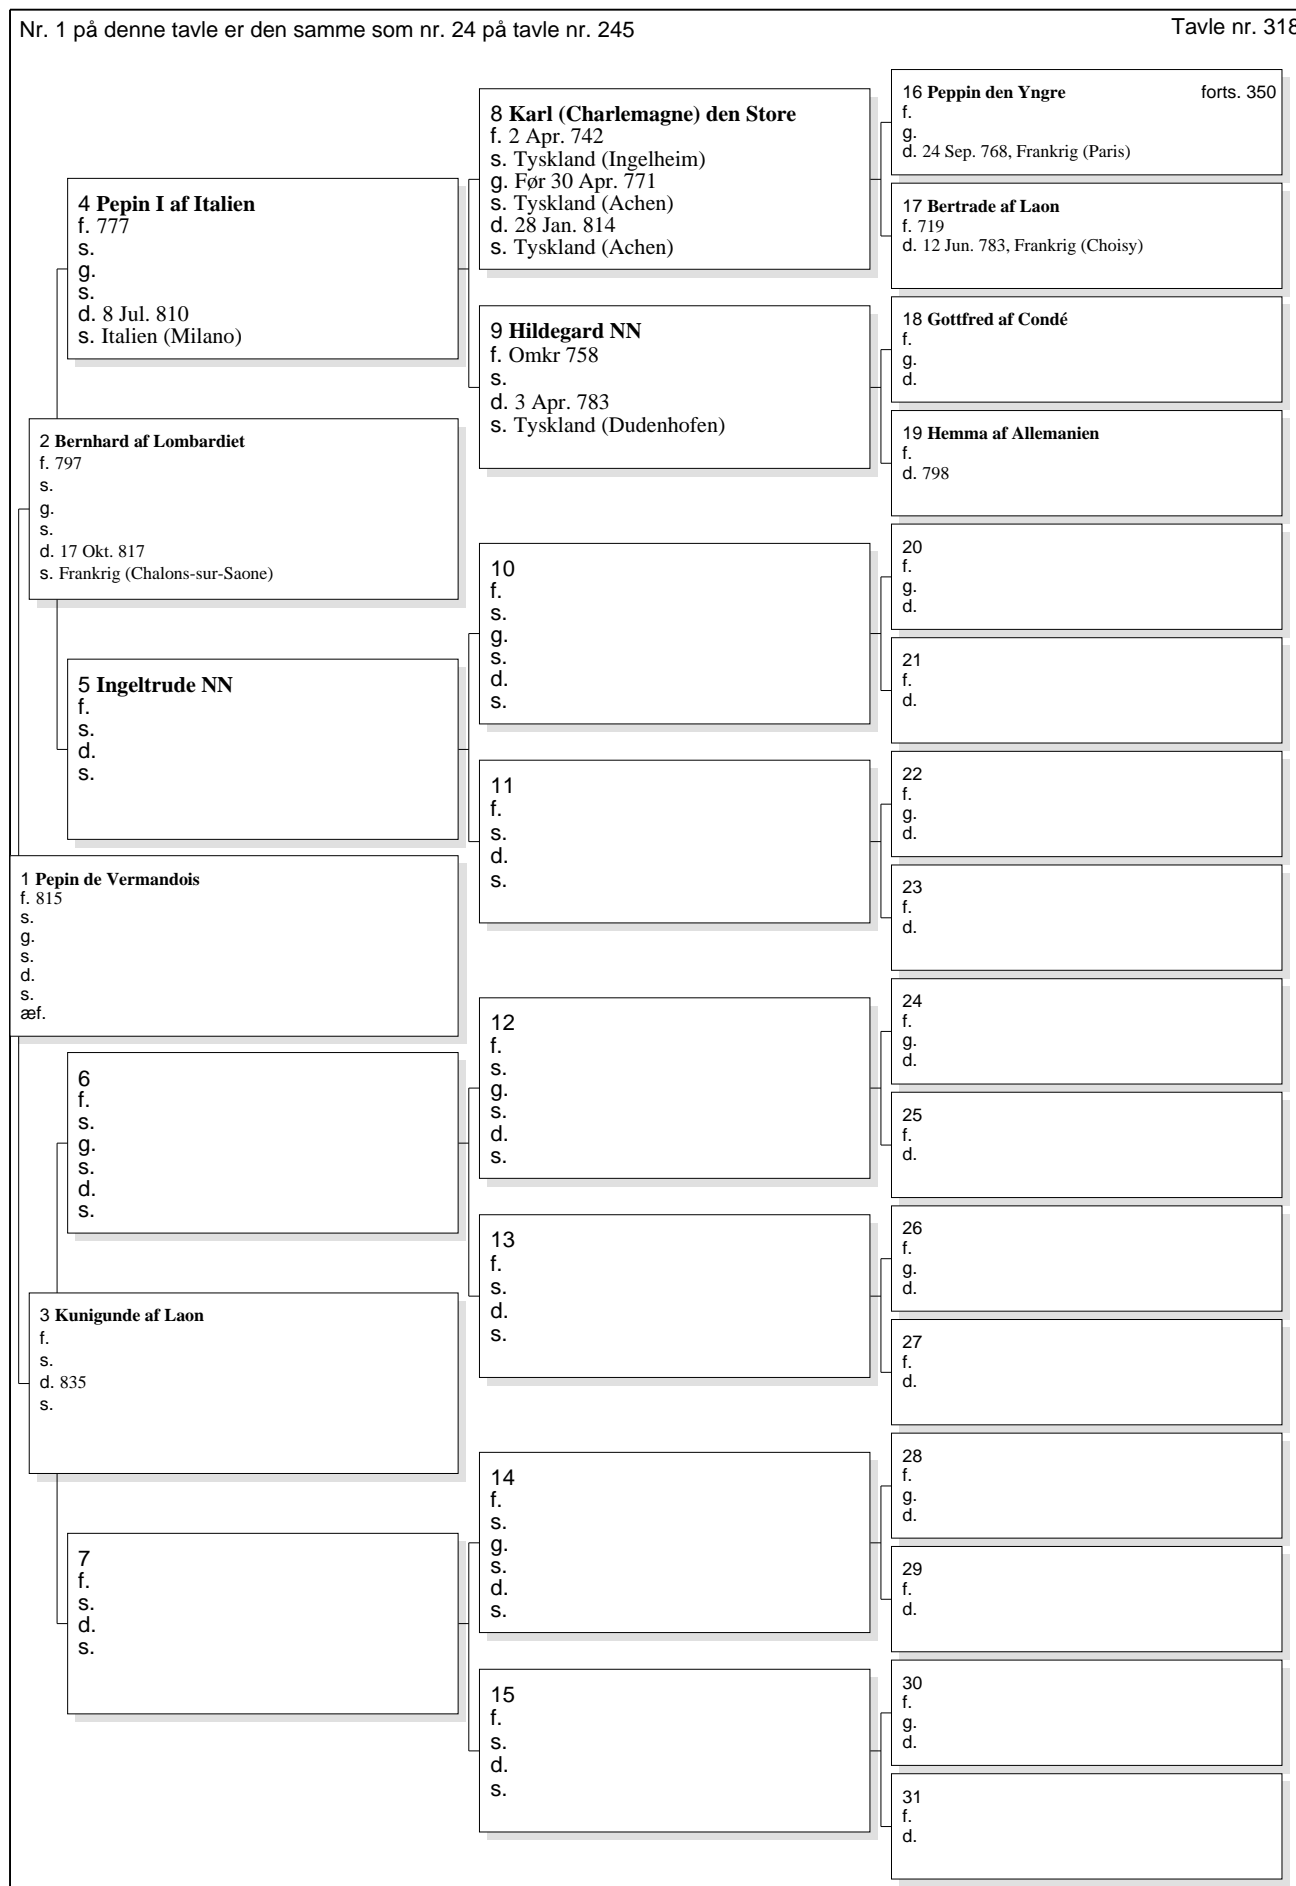 Nr. 1 på denne tavle er den samme som nr. 24 på tavle nr. 245
Tavle nr. 318
16 Peppin den Yngre forts. 350
f.
g.
d. 24 Sep. 768, Frankrig (Paris)
8 Karl (Charlemagne) den Store
f. 2 Apr. 742
s. Tyskland (Ingelheim)
g. Før 30 Apr. 771
s. Tyskland (Achen)
d. 28 Jan. 814
s. Tyskland (Achen)
4 Pepin I af Italien
f. 777
s.
g.
s.
d. 8 Jul. 810
s. Italien (Milano)
17 Bertrade af Laon
f. 719
d. 12 Jun. 783, Frankrig (Choisy)
18 Gottfred af Condé
f.
g.
d.
9 Hildegard NN
f. Omkr 758
s.
d. 3 Apr. 783
s. Tyskland (Dudenhofen)
19 Hemma af Allemanien
f.
d. 798
2 Bernhard af Lombardiet
f. 797
s.
g.
s.
d. 17 Okt. 817
s. Frankrig (Chalons-sur-Saone)
20
f.
g.
d.
10
f.
s.
g.
s.
d.
s.
21
f.
d.
5 Ingeltrude NN
f.
s.
d.
s.
22
f.
g.
d.
11
f.
s.
d.
s.
23
f.
d.
1 Pepin de Vermandois
f. 815
s.
g.
s.
d.
s.
æf.
24
f.
g.
d.
12
f.
s.
g.
s.
d.
s.
25
f.
d.
6
f.
s.
g.
s.
d.
s.
26
f.
g.
d.
13
f.
s.
d.
s.
27
f.
d.
3 Kunigunde af Laon
f.
s.
d. 835
s.
28
f.
g.
d.
14
f.
s.
g.
s.
d.
s.
29
f.
d.
7
f.
s.
d.
s.
30
f.
g.
d.
15
f.
s.
d.
s.
31
f.
d.